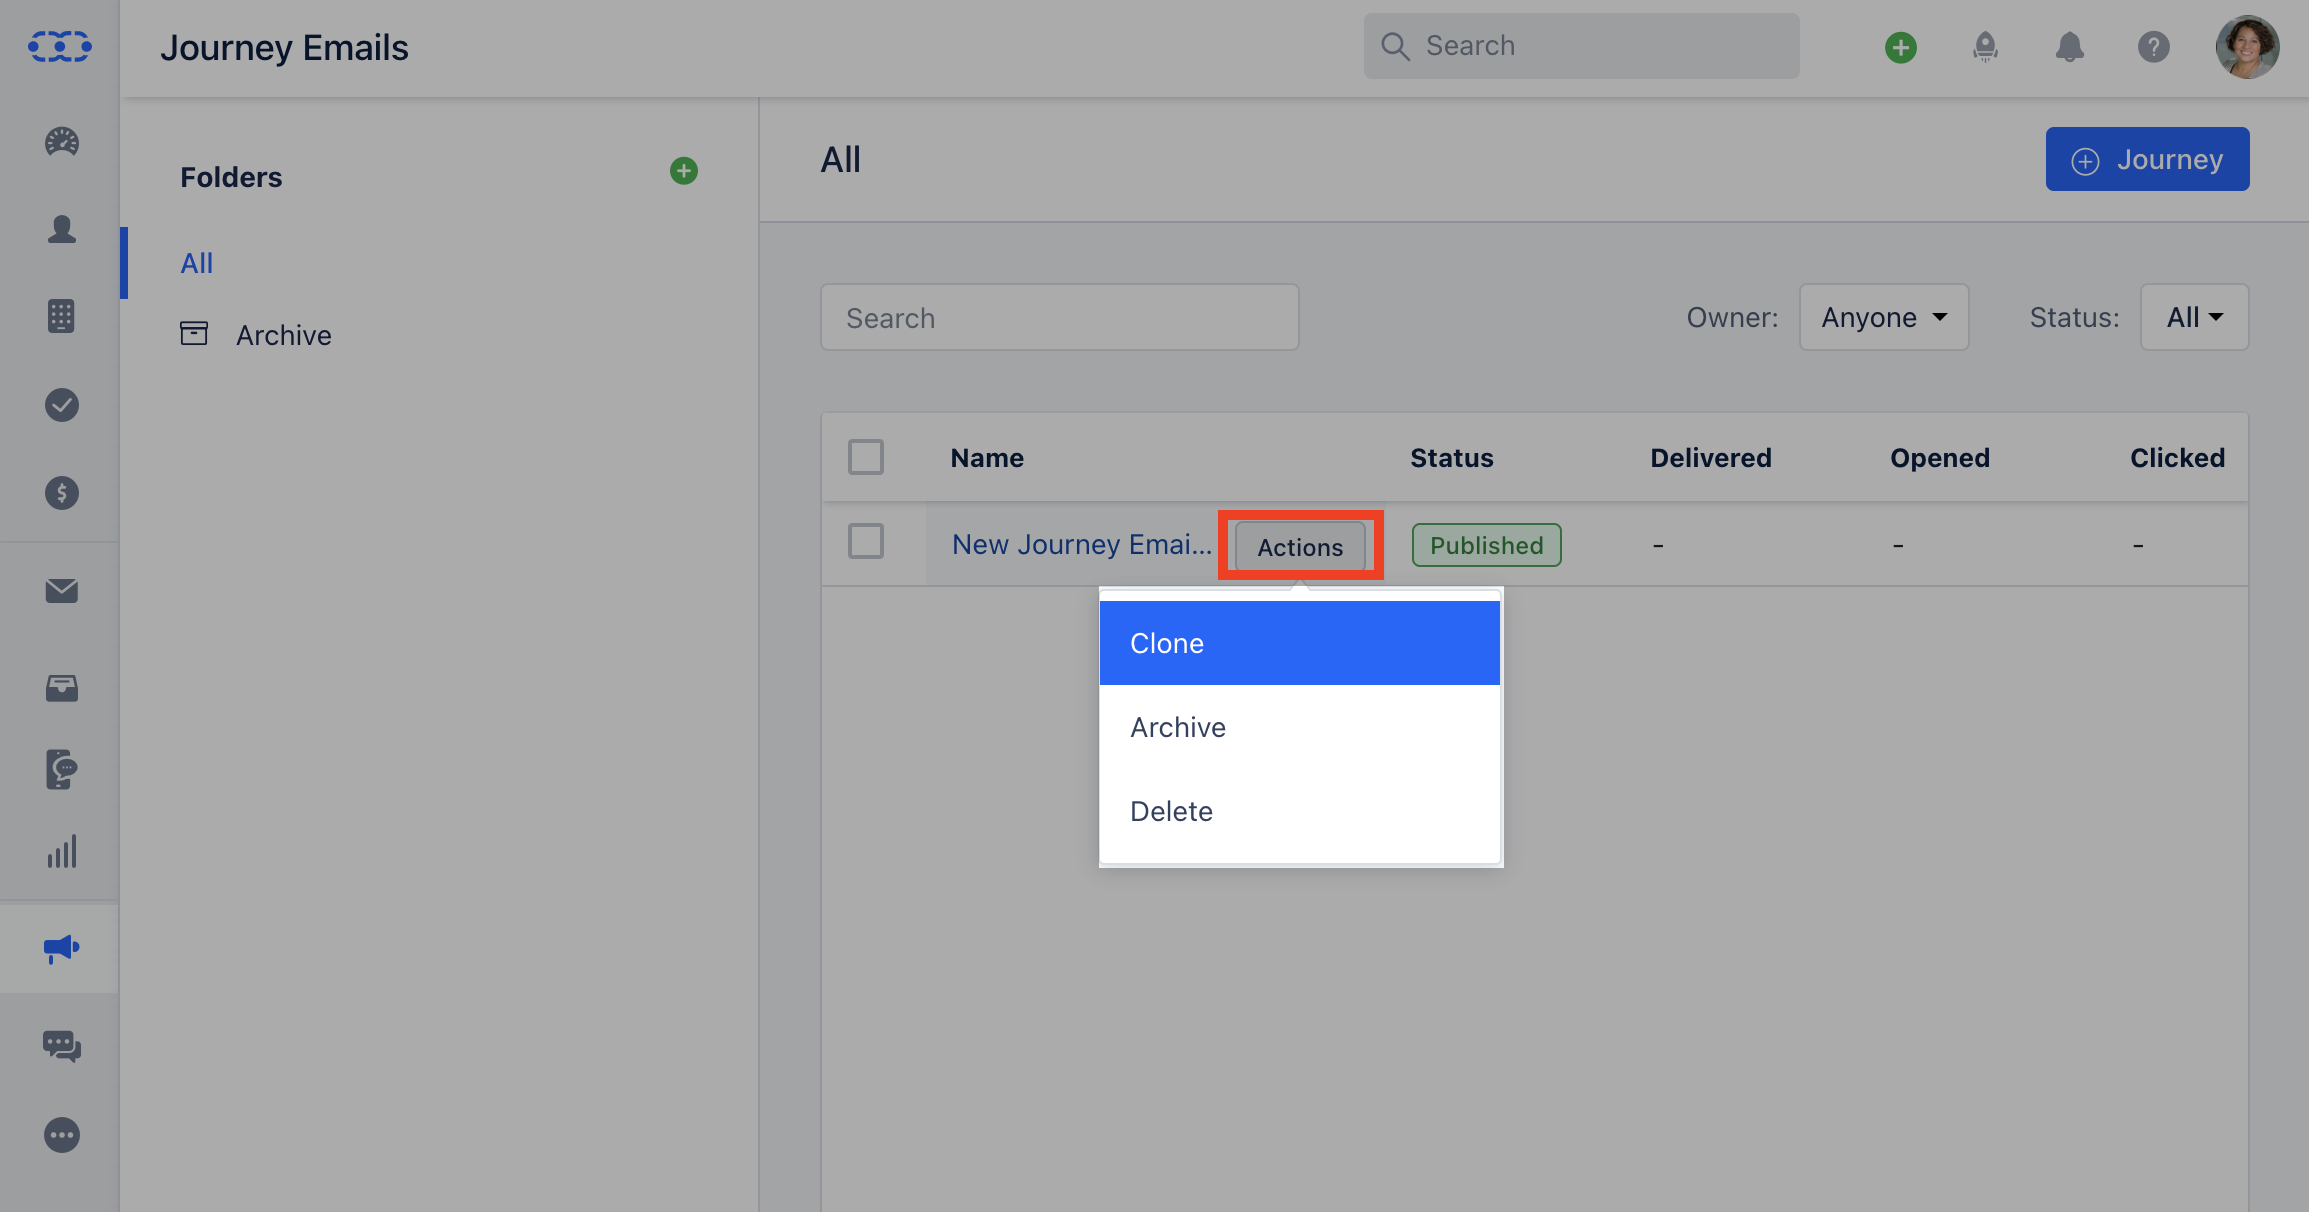 Journey Emails
Search
Folders
All
Archive
All
Journey
Search
Owner: Anyone Status: All
Name Status Delivered Opened Clicked
New Journey Emai... Actions Published - - -
Clone
Archive
Delete